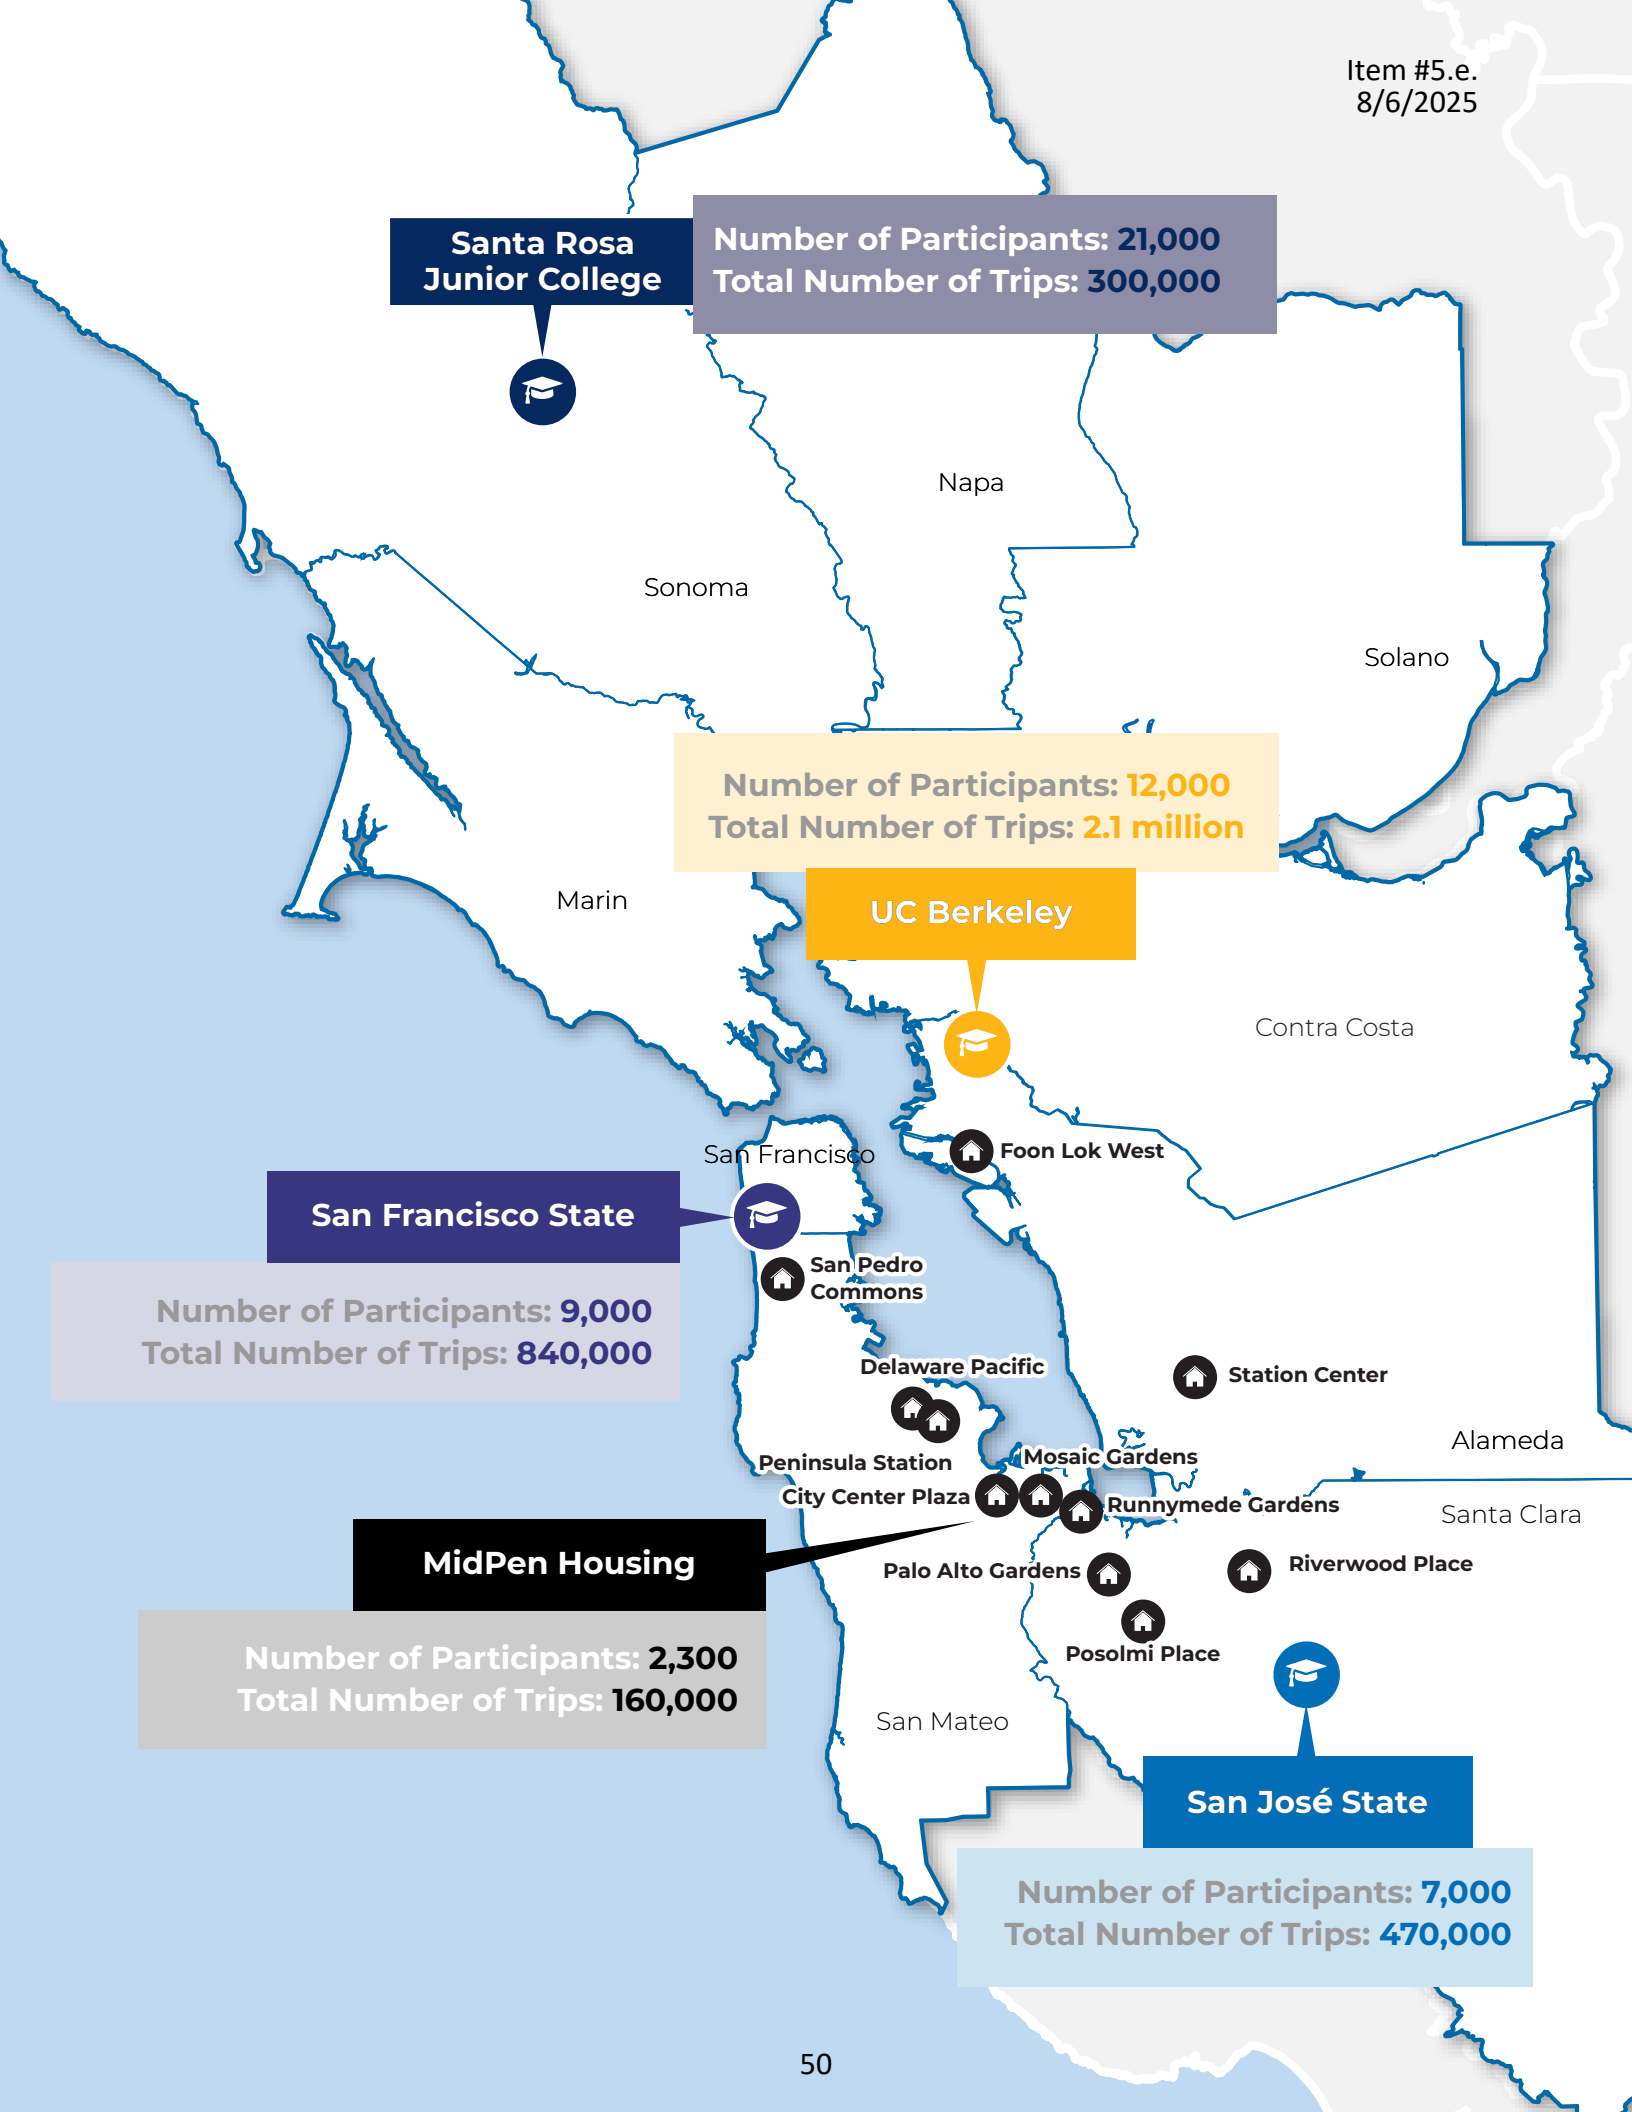 Item #5.e.
8/6/2025
Santa Rosa
Junior College
Number of Participants: 21,000
Total Number of Trips: 300,000
Napa
Sonoma
Solano
Number of Participants: 12,000
Total Number of Trips: 2.1 million
UC Berkeley
Marin
Contra Costa
San Francisco
Foon Lok West
San Francisco State
Number of Participants: 9,000
Total Number of Trips: 840,000
San Pedro
Commons
Delaware Pacific
Station Center
Alameda
Peninsula Station
Mosaic Gardens
City Center Plaza
Runnymede Gardens
Santa Clara
MidPen Housing
Number of Participants: 2,300
Total Number of Trips: 160,000
Palo Alto Gardens
Riverwood Place
Posolmi Place
San Mateo
San José State
Number of Participants: 7,000
Total Number of Trips: 470,000
50